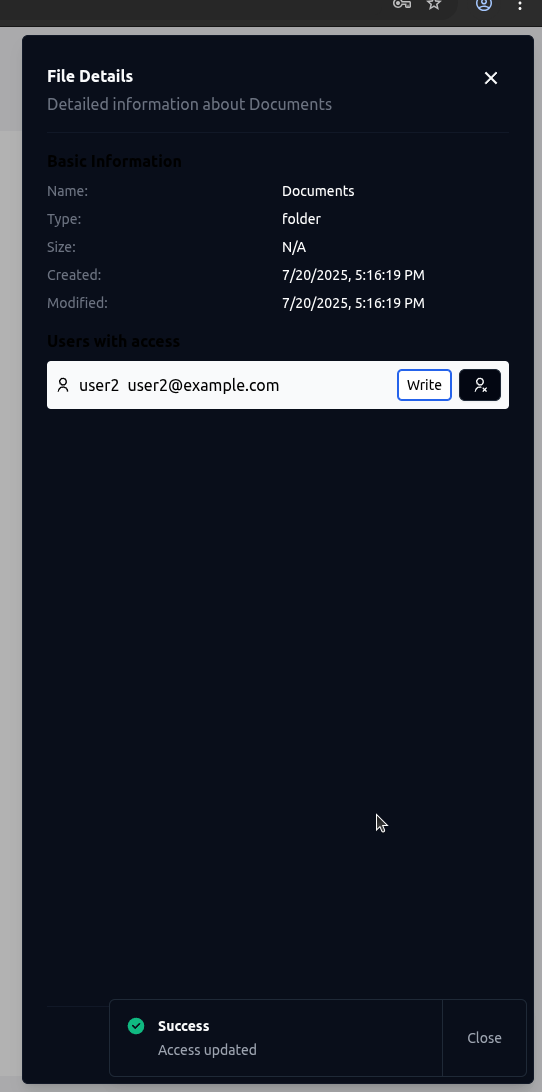 File Details
Detailed information about Documents
Basic Information
Name: Documents
Type: folder
Size: N/A
Created: 7/20/2025, 5:16:19 PM
Modified: 7/20/2025, 5:16:19 PM
Users with access
user2 user2@example.com Write
Success
Access updated
Close